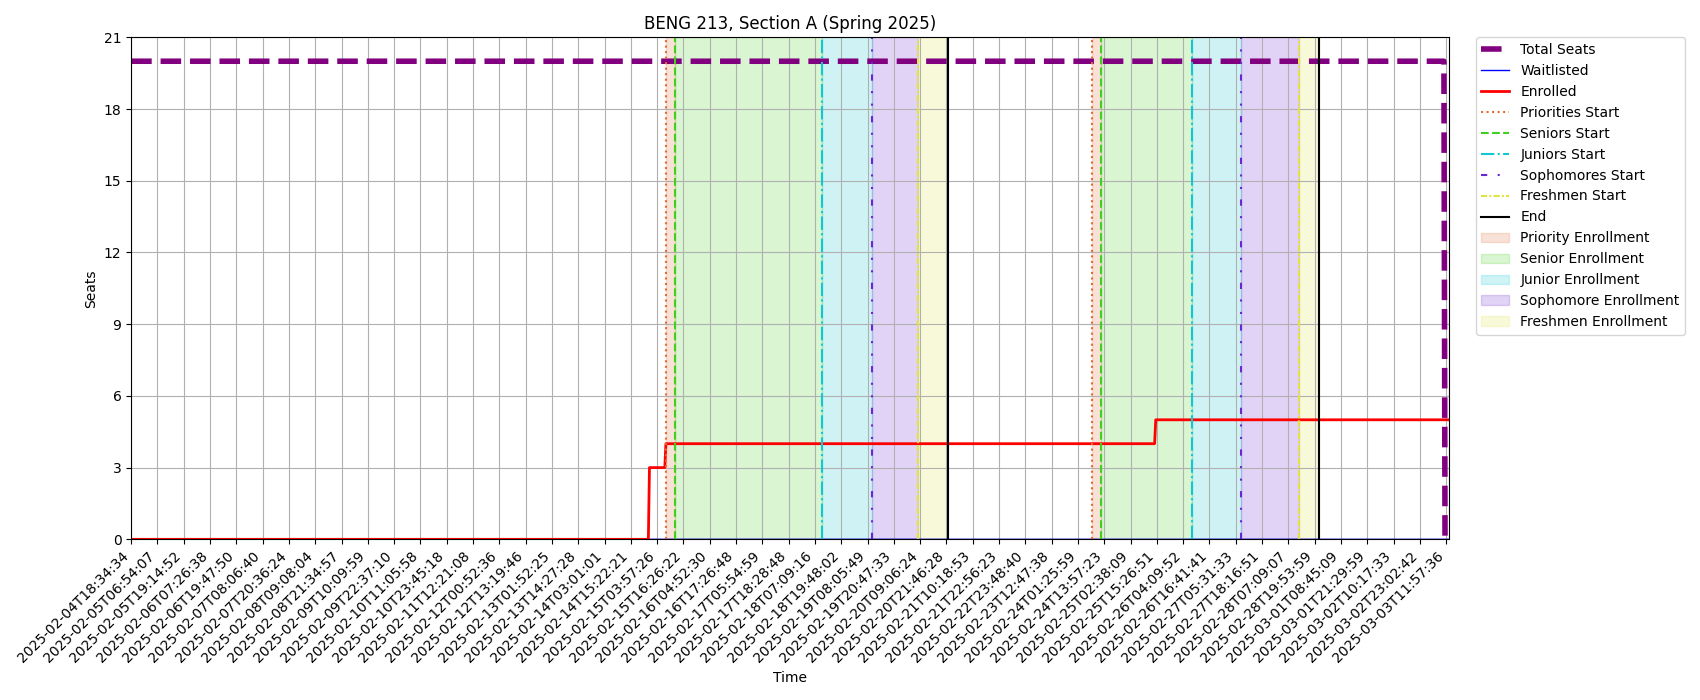 BENG 213, Section A (Spring 2025)
21
18
15
12
9
6
3
0
Seats
2025-02-04T18:34:34
2025-02-05T06:54:07
2025-02-05T19:14:52
2025-02-06T07:26:38
2025-02-06T19:47:50
2025-02-07T08:06:40
2025-02-07T20:36:24
2025-02-08T09:08:04
2025-02-08T21:34:57
2025-02-09T10:09:59
2025-02-09T22:37:10
2025-02-10T11:05:58
2025-02-10T23:45:18
2025-02-11T12:21:08
2025-02-12T00:52:36
2025-02-12T13:19:46
2025-02-13T01:52:25
2025-02-13T14:27:28
2025-02-14T03:01:01
2025-02-14T15:22:21
2025-02-15T03:57:26
2025-02-15T16:26:22
2025-02-16T04:52:30
2025-02-16T17:26:48
2025-02-17T05:54:59
2025-02-17T18:28:48
2025-02-18T07:09:16
2025-02-18T19:48:02
2025-02-19T08:05:49
2025-02-19T20:47:33
2025-02-20T09:06:24
2025-02-20T21:46:28
2025-02-21T10:18:53
2025-02-21T22:56:23
2025-02-22T23:48:40
2025-02-23T12:47:38
2025-02-24T01:25:59
2025-02-24T13:57:23
2025-02-25T02:38:09
2025-02-25T15:26:51
2025-02-26T04:09:52
2025-02-26T16:41:41
2025-02-27T05:31:33
2025-02-27T18:16:51
2025-02-28T07:09:07
2025-02-28T19:53:59
2025-03-01T08:45:09
2025-03-01T21:29:59
2025-03-02T10:17:33
2025-03-02T23:02:42
2025-03-03T11:57:36
Time
Total Seats
Waitlisted
Enrolled
Priorities Start
Seniors Start
Juniors Start
Sophomores Start
Freshmen Start
End
Priority Enrollment
Senior Enrollment
Junior Enrollment
Sophomore Enrollment
Freshmen Enrollment